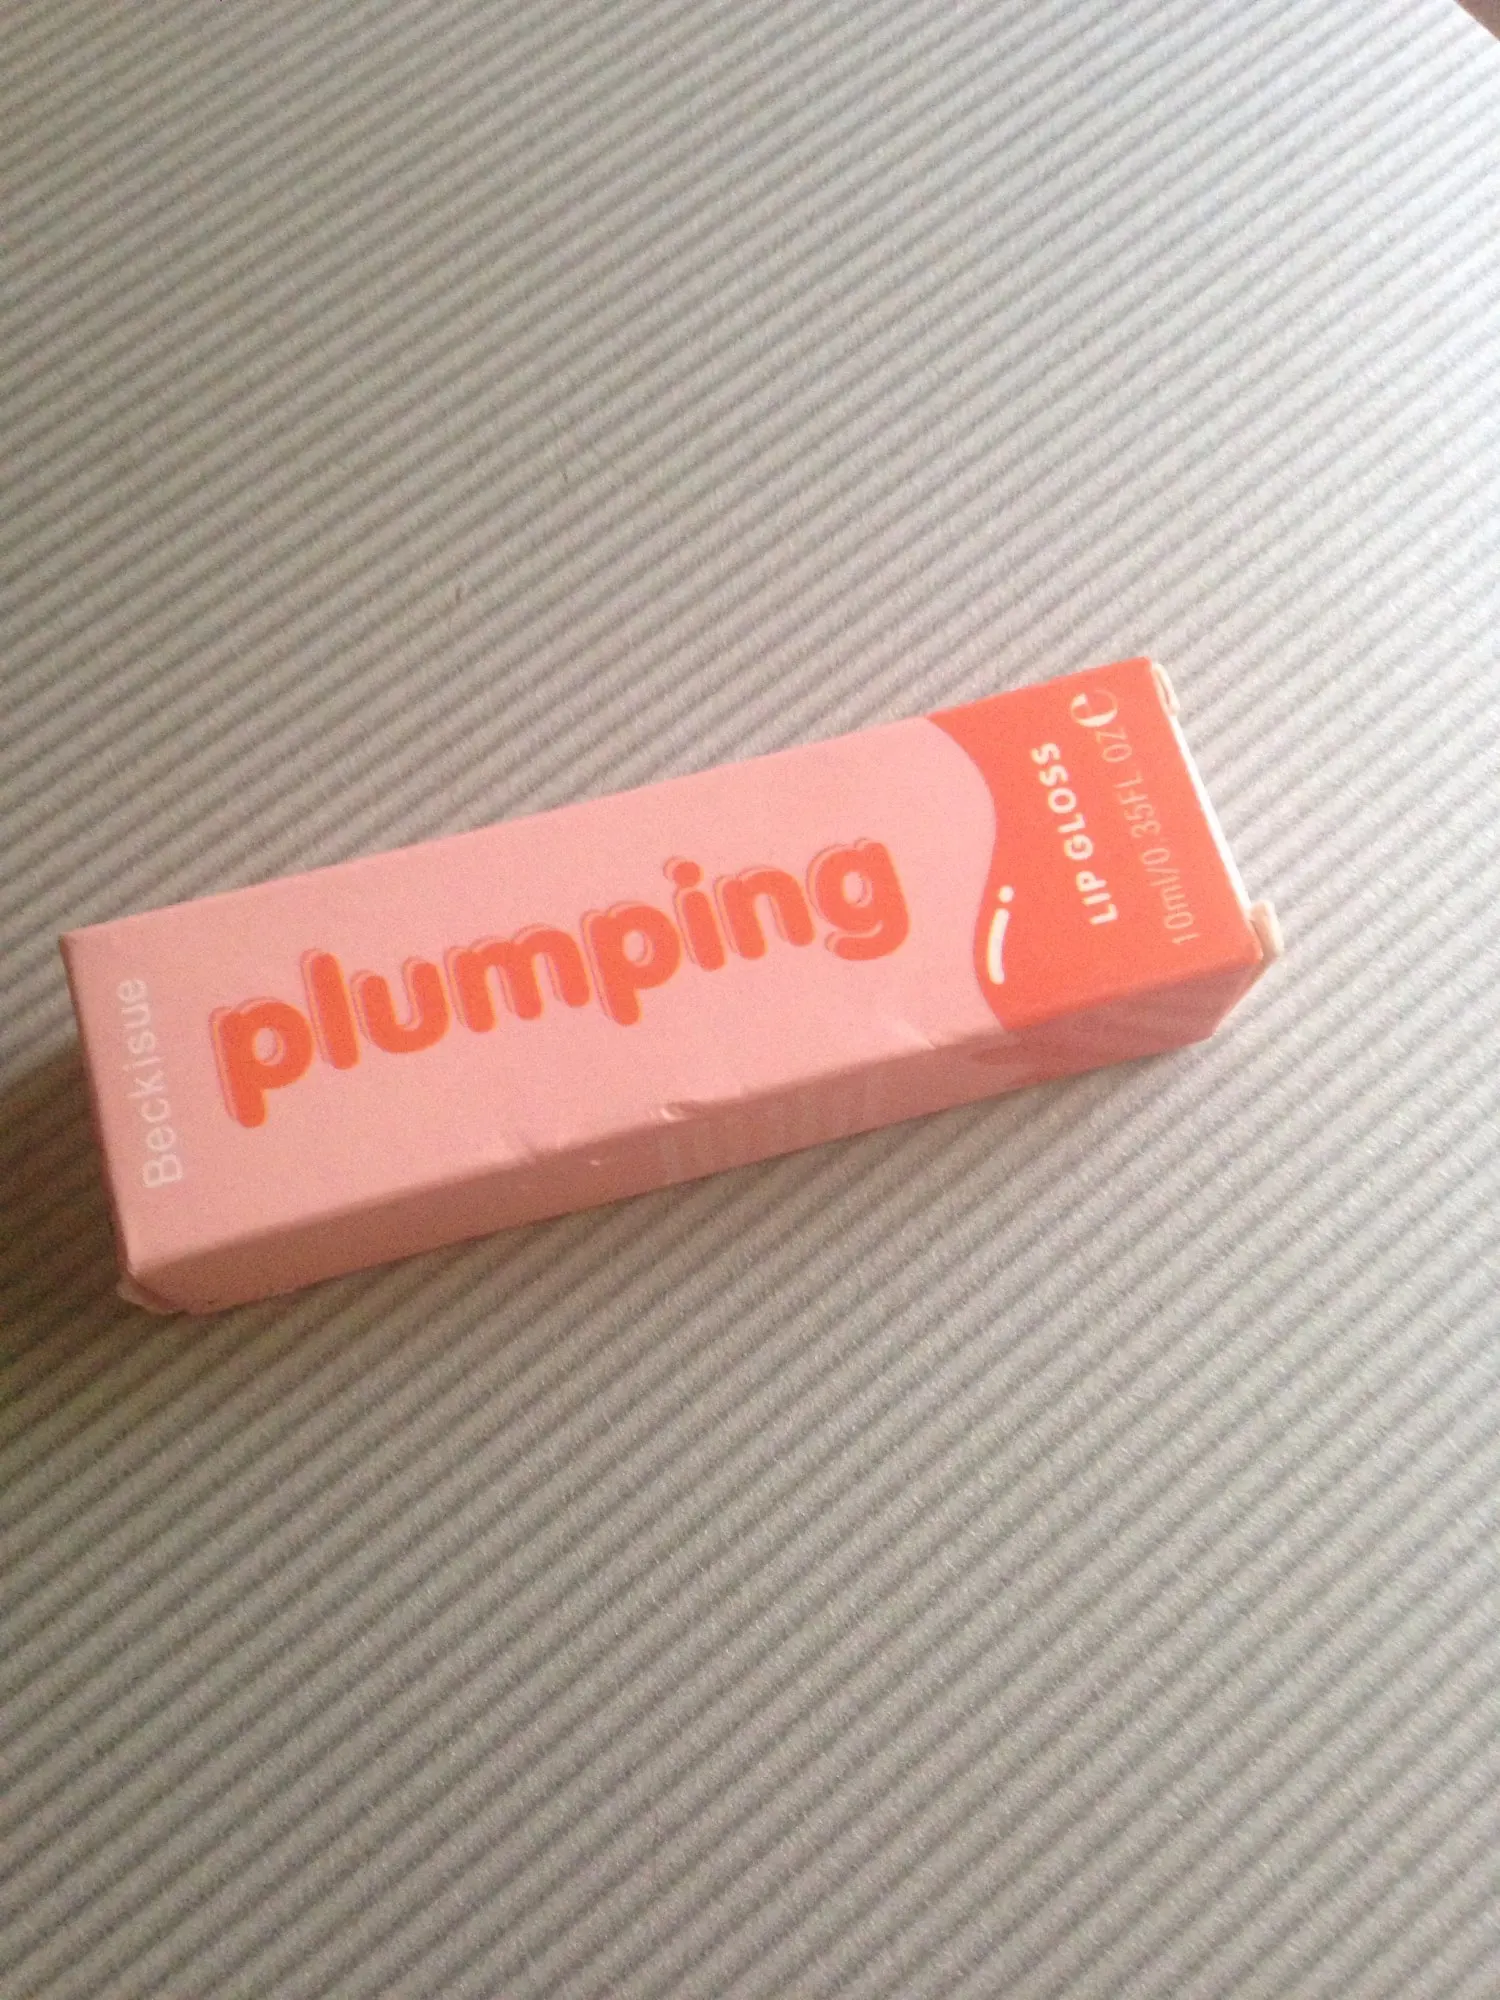 Beckisue
plumping
LIP GLOSS
10ml/0.35FL OZ e